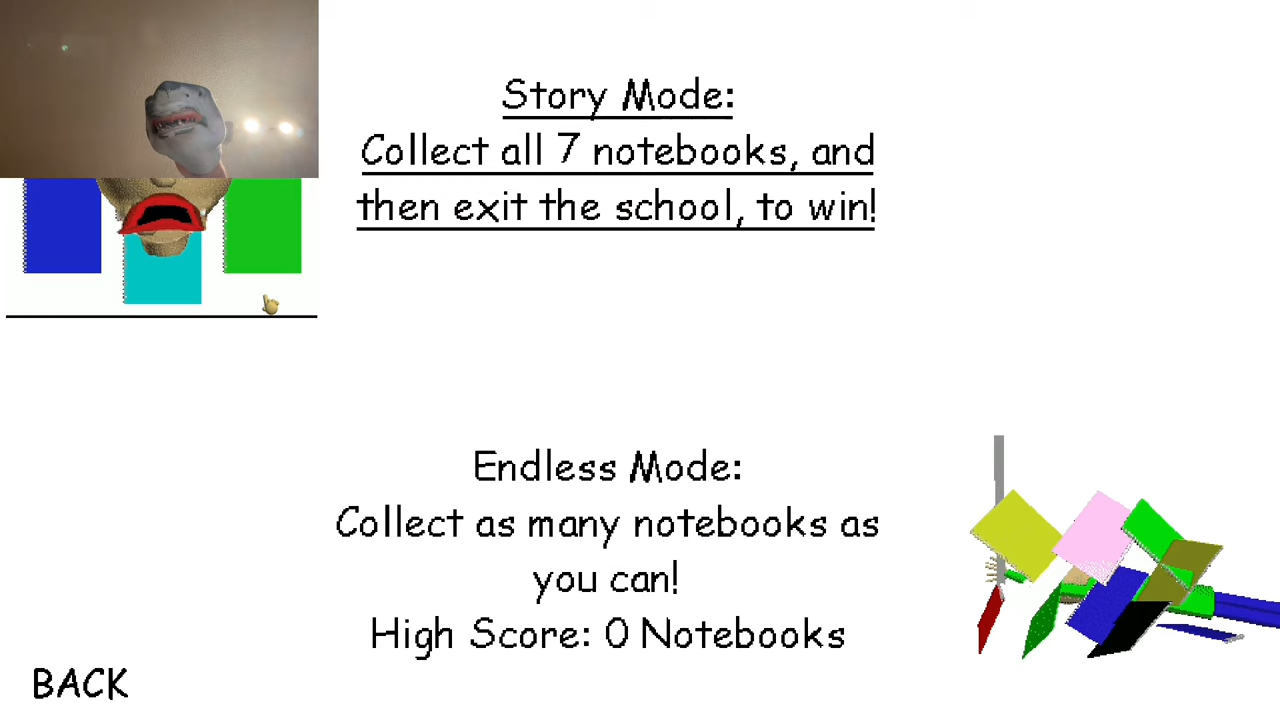 Story Mode:
Collect all 7 notebooks, and
then exit the school, to win!
Endless Mode:
Collect as many notebooks as
you can!
High Score: 0 Notebooks
BACK